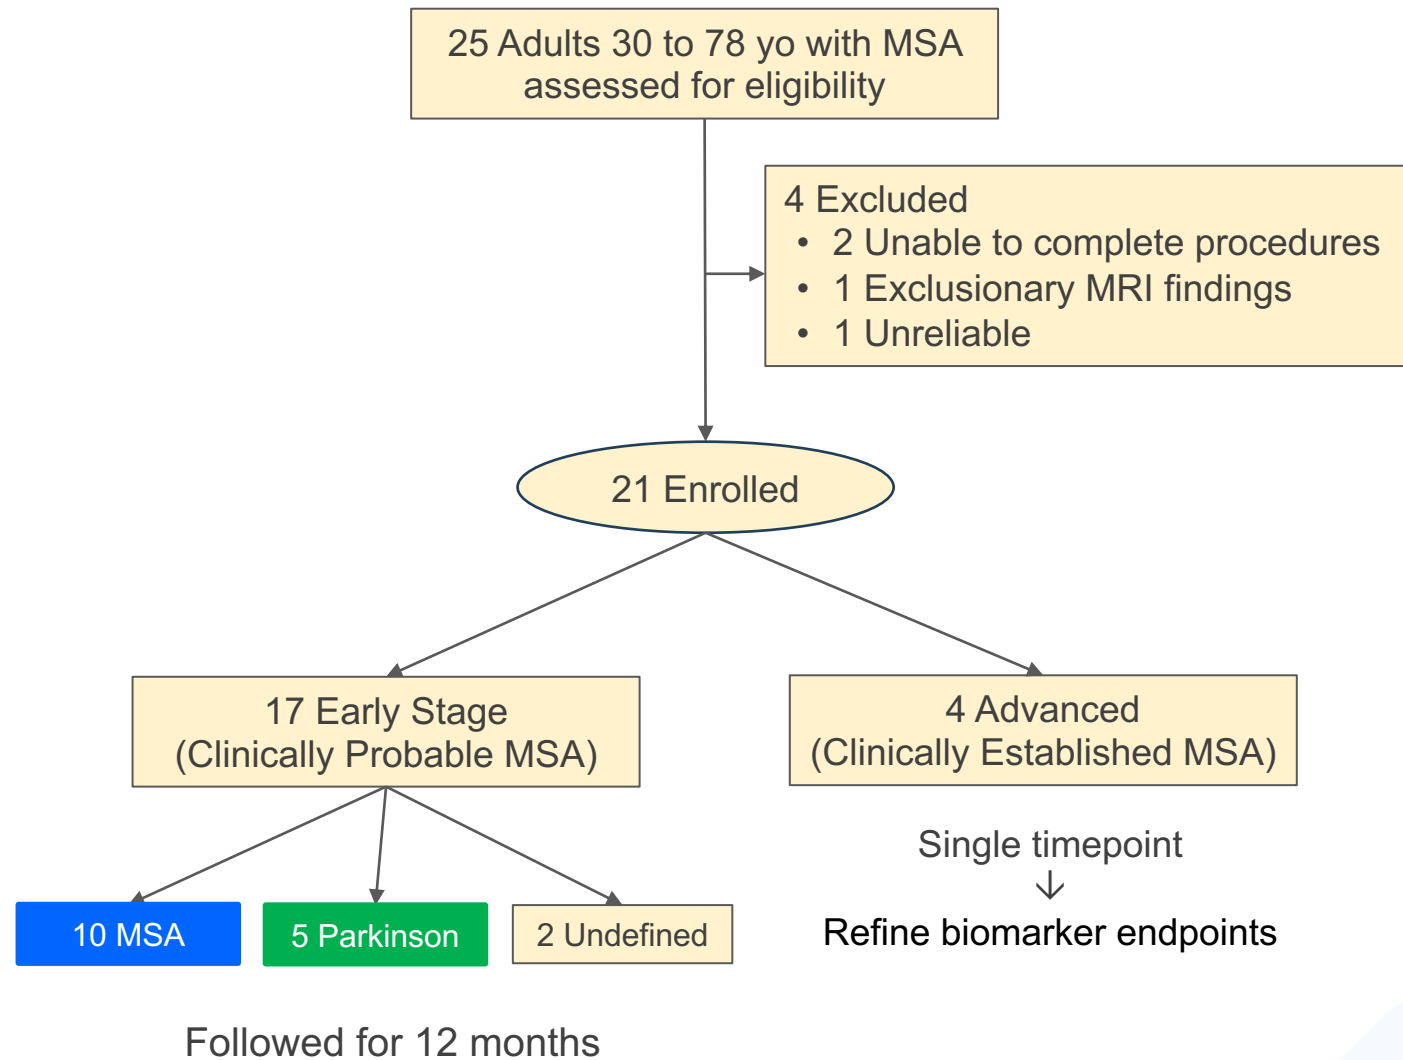 25 Adults 30 to 78 yo with MSA
assessed for eligibility
4 Excluded
• 2 Unable to complete procedures
• 1 Exclusionary MRI findings
• 1 Unreliable
21 Enrolled
17 Early Stage
(Clinically Probable MSA)
4 Advanced
(Clinically Established MSA)
10 MSA
5 Parkinson
2 Undefined
Single timepoint
↓
Refine biomarker endpoints
Followed for 12 months